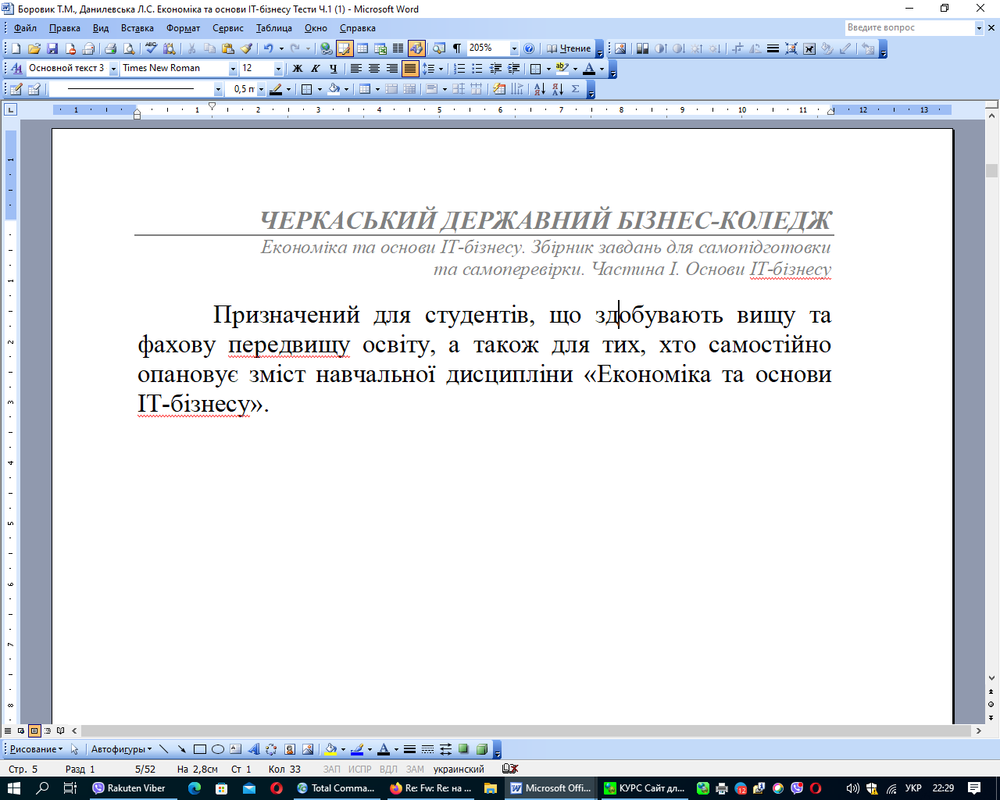 Боровик Т.М., Данилевська Л.С. Економіка та основи ІТ-бізнесу Тести Ч.1 (1) - Microsoft Word
Файл Правка Вид Вставка Формат Сервис Таблица Окно Справка Введите вопрос
205% Чтение
Основной текст 3 Times New Roman 12 Ж К Ч
0,5 п
1 1 2 3 4 5 6 7 8 9 10 11 12 13
ЧЕРКАСЬКИЙ ДЕРЖАВНИЙ БІЗНЕС-КОЛЕДЖ
Економіка та основи ІТ-бізнесу. Збірник завдань для самопідготовки
та самоперевірки. Частина І. Основи ІТ-бізнесу
Призначений для студентів, що здобувають вищу та
фахову передвищу освіту, а також для тих, хто самостійно
опановує зміст навчальної дисципліни «Економіка та основи
ІТ-бізнесу».
Рисование Автофигуры
Стр. 5 Разд 1 5/52 На 2,8см Ст 1 Кол 33 ЗАП ИСПР ВДЛ ЗАМ украинский
Rakuten Viber Total Comma... Re: Fw: Re: на ... Microsoft Offi... КУРС Сайт дл... 12 УКР 22:29